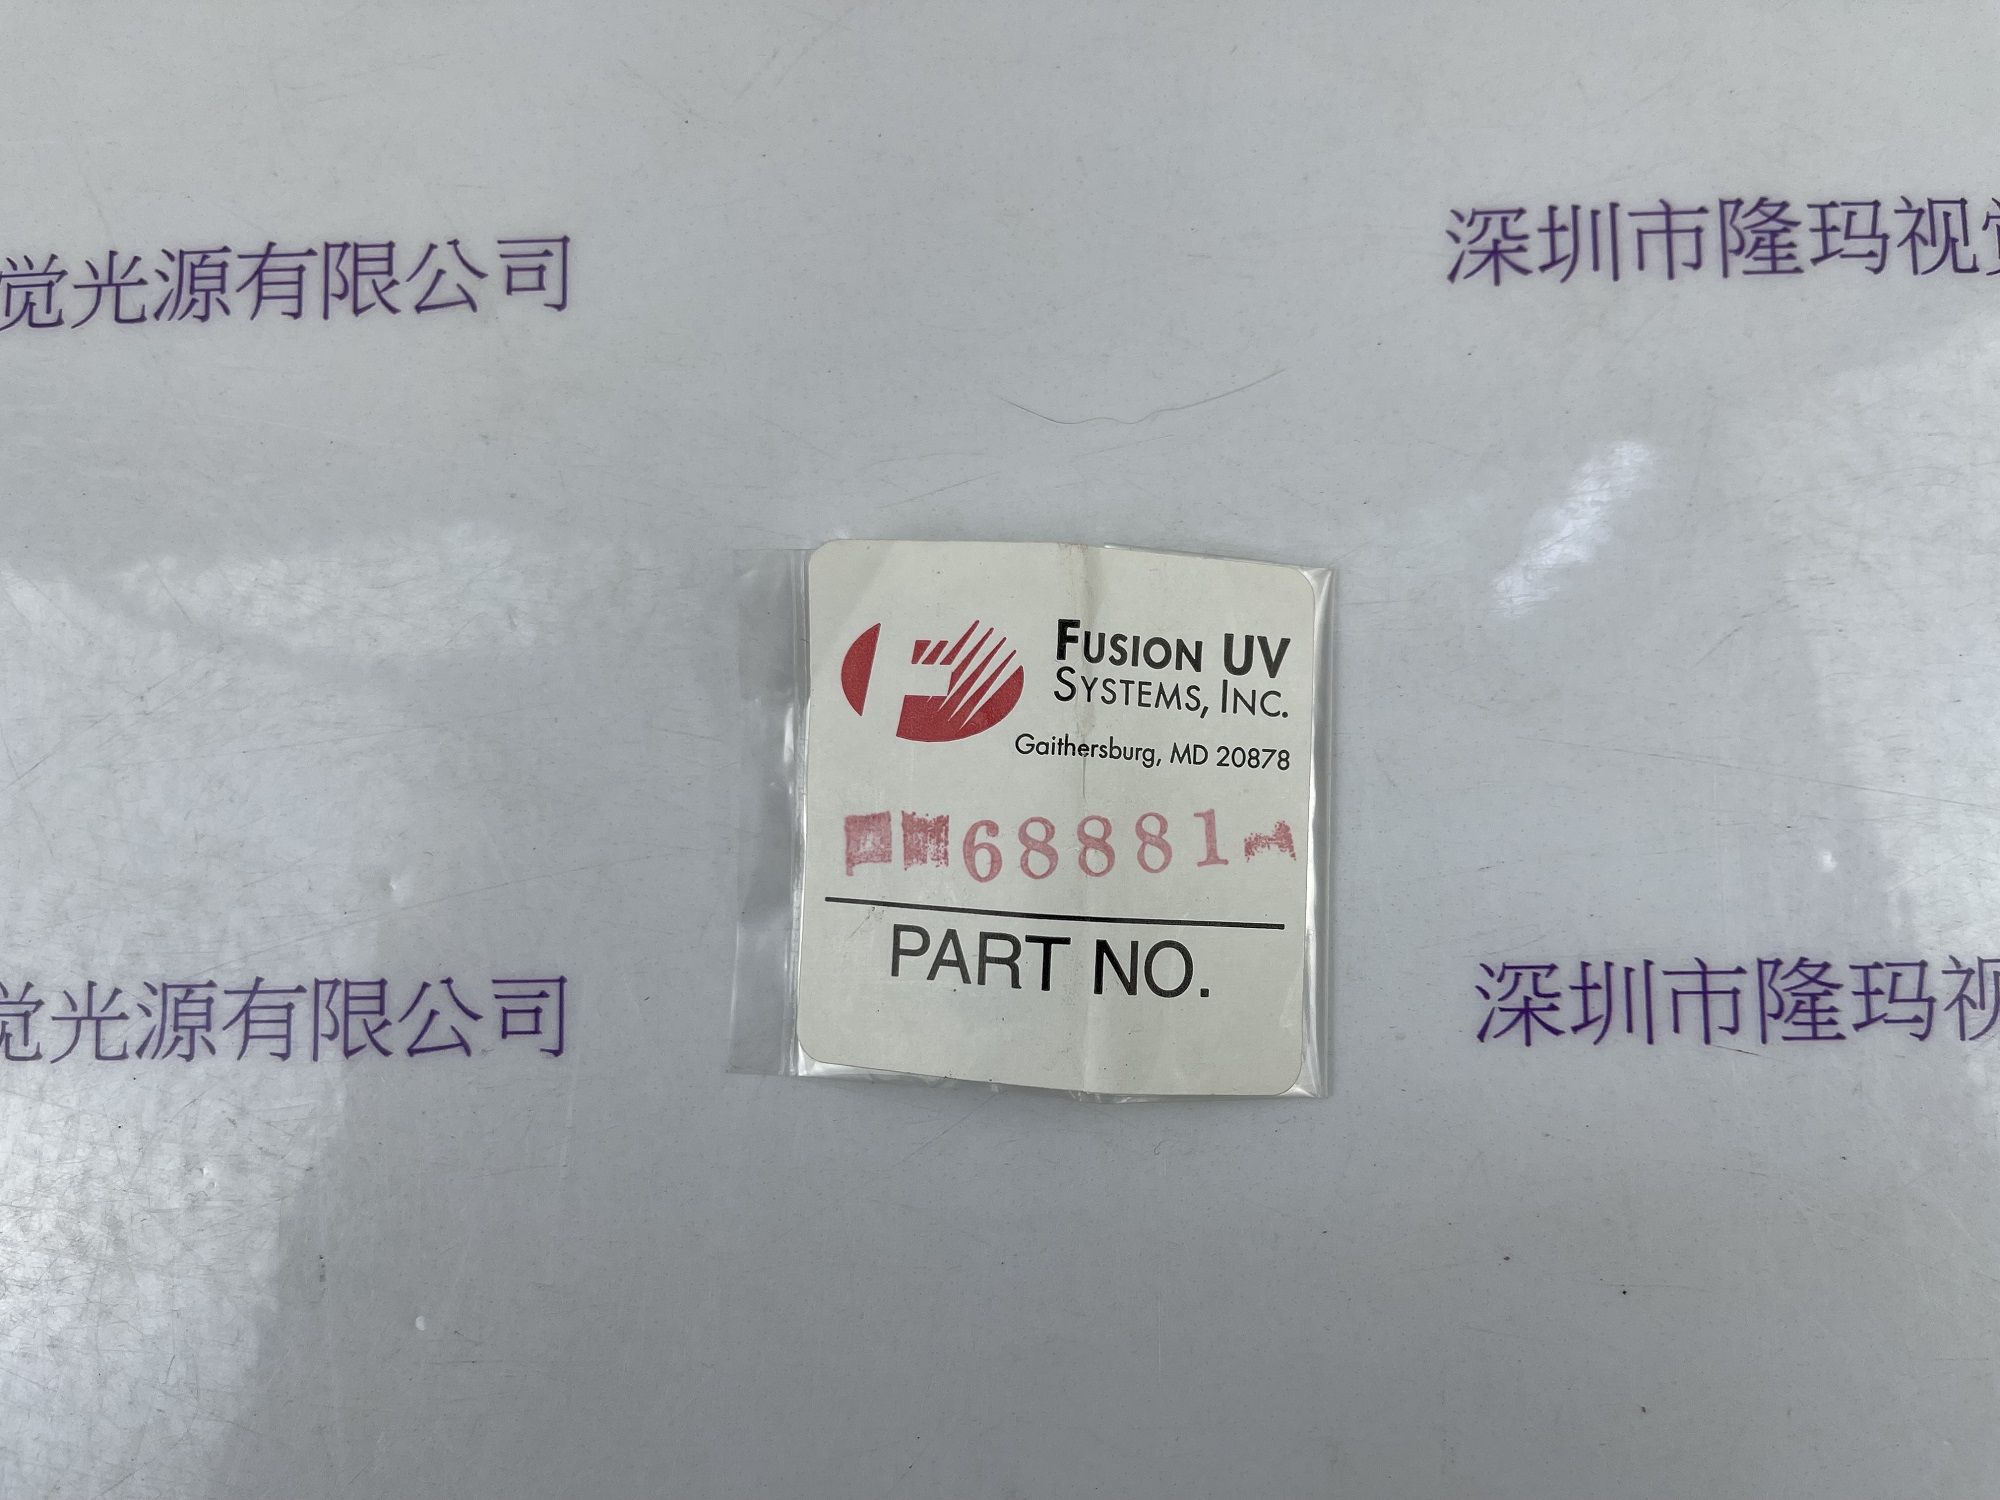 觉光源有限公司
深圳市隆玛视觉
FUSION UV
SYSTEMS, INC.
Gaithersburg, MD 20878
68881
PART NO.
觉光源有限公司
深圳市隆玛视